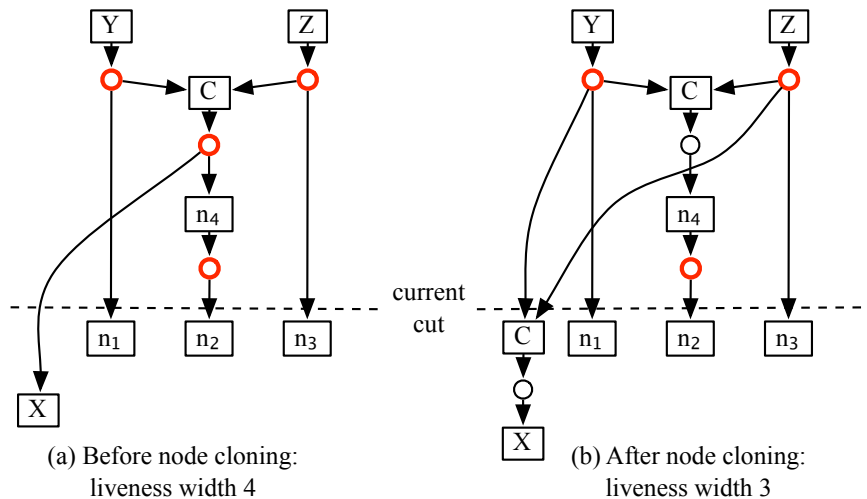 Y Z Y Z
C C
n₄ n₄
current
cut
n₁ n₂ n₃ C n₁ n₂ n₃
X X
(a) Before node cloning:
liveness width 4
(b) After node cloning:
liveness width 3